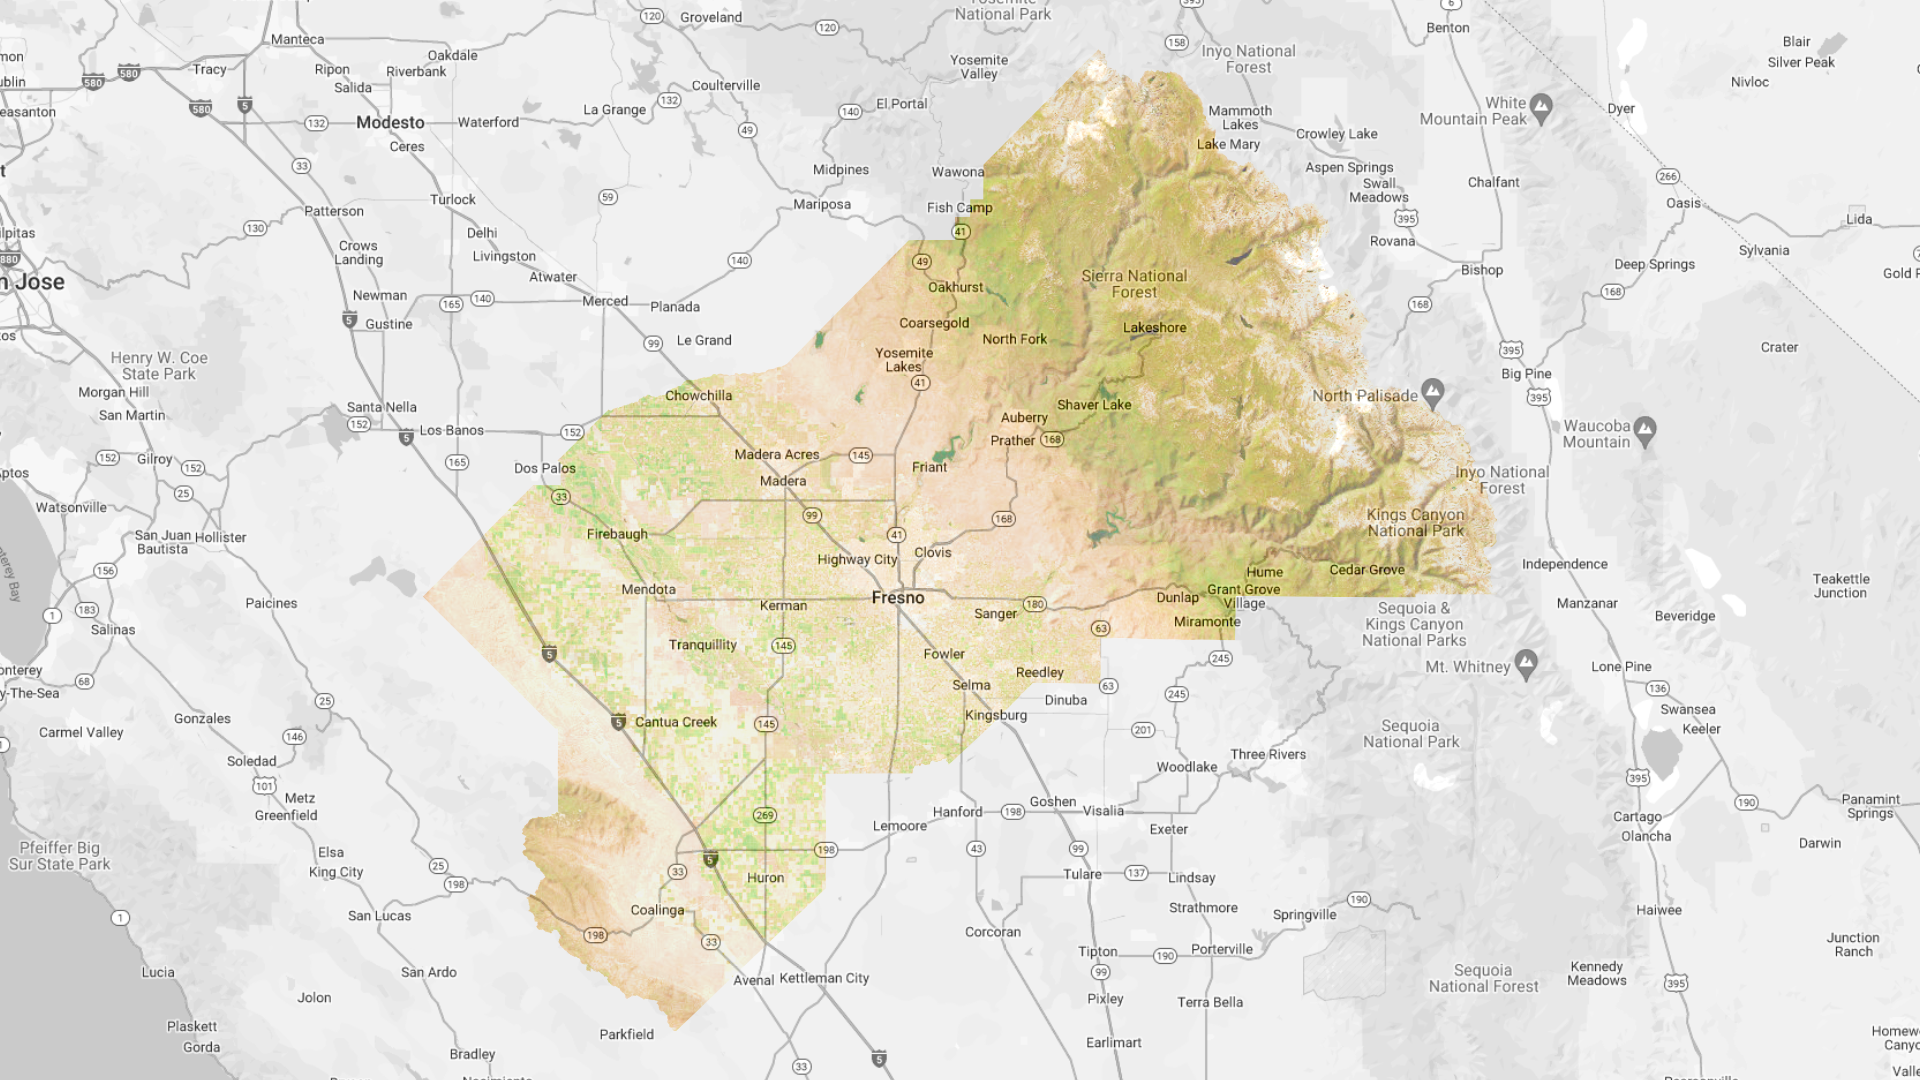 120
Groveland
120
Yosemite
National Park
395
6
Benton
Manteca
Oakdale
158
Inyo National
Forest
Blair
Silver Peak
Nivloc
580
580
Tracy
Ripon
Riverbank
Salida
Yosemite
Valley
Coulterville
La Grange
132
El Portal
140
Mammoth
Lakes
White
Mountain Peak
Dyer
580
5
132
Modesto
Waterford
Ceres
49
Crowley Lake
Lake Mary
33
Midpines
Wawona
Aspen Springs
Swall
Meadows
Chalfant
266
Turlock
59
Mariposa
Fish Camp
Oasis
Patterson
130
395
Lida
Delhi
41
Rovana
Crows
Landing
Livingston
140
49
Sylvania
880
Atwater
Sierra National
Forest
Bishop
Deep Springs
Jose
Newman
165
140
Merced
Planada
Oakhurst
168
168
5
Gustine
Coarsegold
Lakeshore
Henry W. Coe
State Park
99
Le Grand
North Fork
Yosemite
Lakes
395
Crater
Morgan Hill
San Martin
41
Big Pine
Santa Nella
Chowchilla
Shaver Lake
North Palisade
395
152
5
Los Banos
152
Auberry
Prather
168
Waucoba
Mountain
Gilroy
152
152
165
Dos Palos
Madera Acres
145
Friant
Inyo National
Forest
25
33
Madera
Watsonville
99
168
Kings Canyon
National Park
San Juan
Bautista
Hollister
Firebaugh
41
Highway City
Clovis
156
Mendota
Fresno
Hume
Cedar Grove
Independence
Teakettle
Junction
1
183
Paicines
Kerman
Sanger
180
Dunlap
Grant Grove
Village
Sequoia &
Kings Canyon
National Parks
Manzanar
Beveridge
Salinas
63
Miramonte
5
Tranquillity
145
Fowler
245
Mt. Whitney
Lone Pine
68
Selma
Reedley
63
245
136
25
Dinuba
Swansea
Gonzales
5
Cantua Creek
145
Kingsburg
201
Sequoia
National Park
Keeler
Carmel Valley
146
Soledad
Three Rivers
Woodlake
101
Metz
Greenfield
395
190
Panamint
Springs
269
Hanford
198
Goshen
Visalia
Cartago
Pfeiffer Big
Sur State Park
Elsa
Lemoore
Exeter
Olancha
Darwin
King City
25
198
5
198
43
99
33
Huron
Tulare
137
Lindsay
1
San Lucas
Coalinga
Strathmore
Springville
190
Haiwee
198
33
Corcoran
Tipton
190
Porterville
Junction
Ranch
Lucia
San Ardo
Avenal
Kettleman City
99
Sequoia
National Forest
Kennedy
Meadows
395
Jolon
Pixley
Terra Bella
Plaskett
Gorda
Parkfield
Earlimart
Bradley
5
33